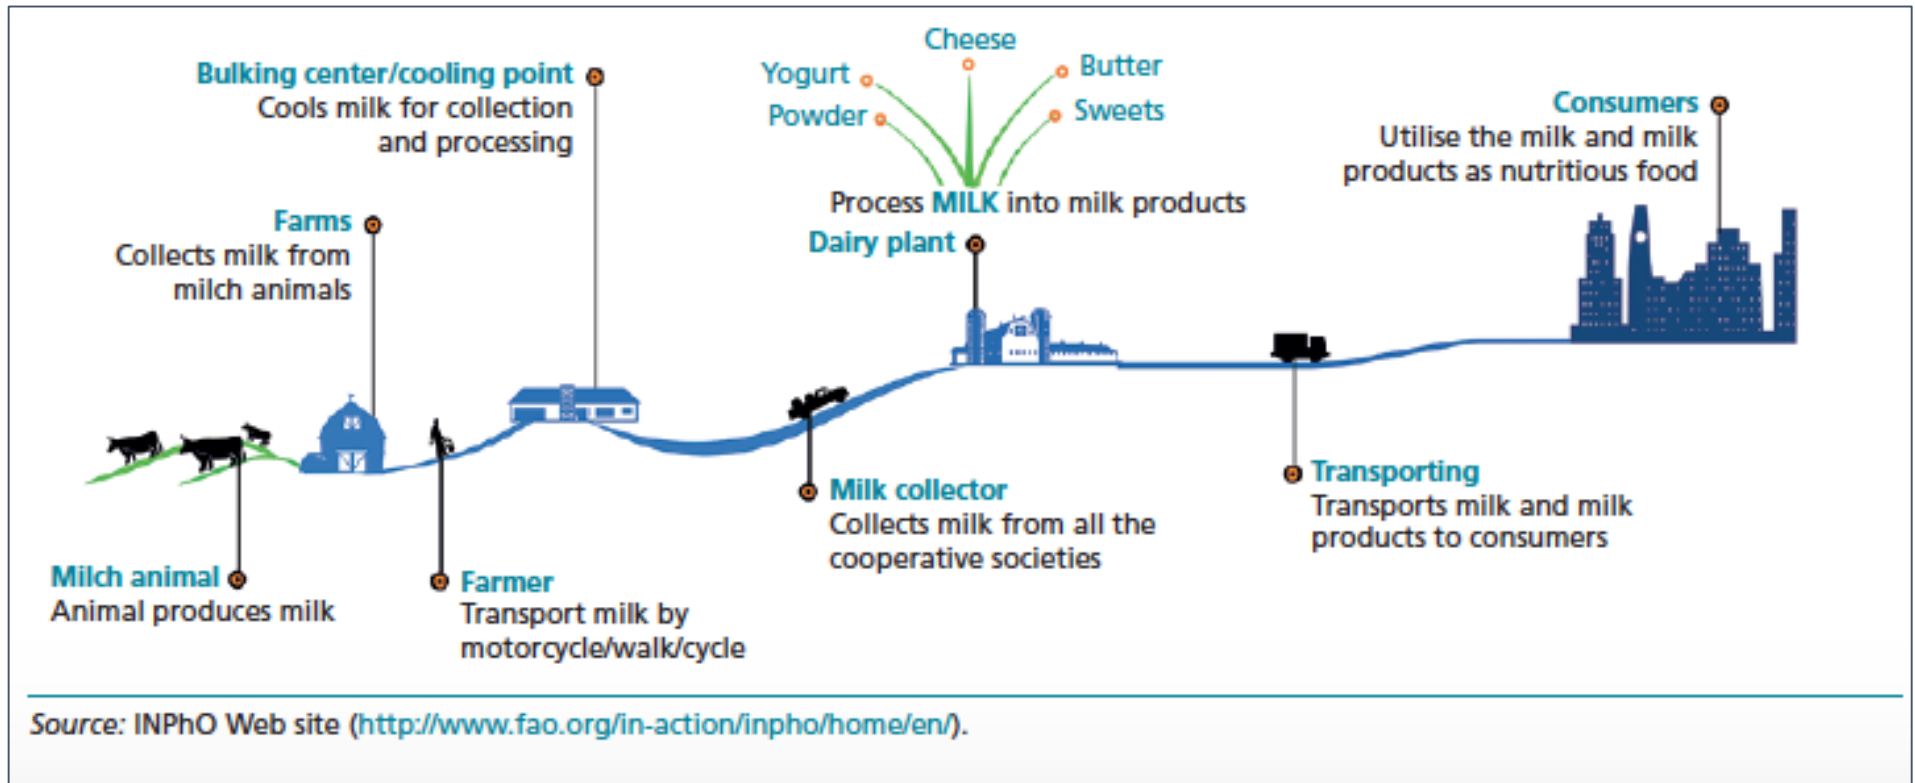 Bulking center/cooling point
Cools milk for collection
and processing
Farms
Collects milk from
milch animals
Milch animal
Animal produces milk
Farmer
Transport milk by
motorcycle/walk/cycle
Cheese
Yogurt
Butter
Powder
Sweets
Process MILK into milk products
Dairy plant
Milk collector
Collects milk from all the
cooperative societies
Transporting
Transports milk and milk
products to consumers
Consumers
Utilise the milk and milk
products as nutritious food
Source: INPhO Web site (http://www.fao.org/in-action/inpho/home/en/).